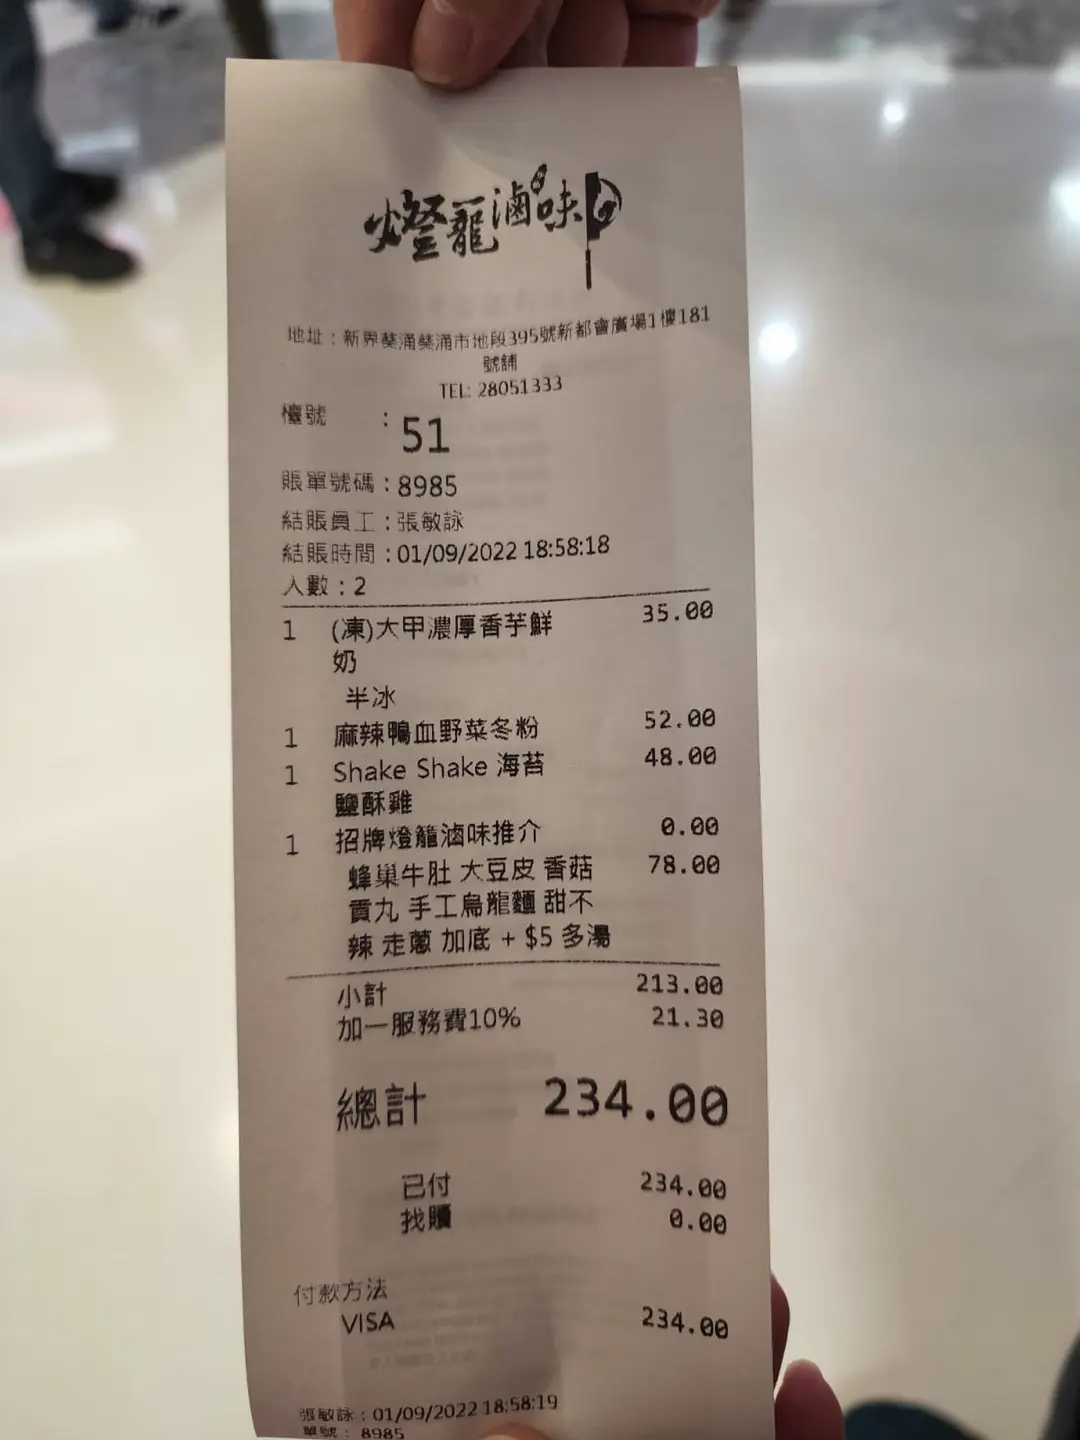 燈籠滷味
地址：新界葵涌葵涌市地段395號新都會廣場1樓181
號舖
TEL: 28051333
檯號 : 51
賬單號碼：8985
結賬員工：張敏詠
結賬時間：01/09/2022 18:58:18
人數：2
1 (凍)大甲濃厚香芋鮮 35.00
奶
半冰
1 麻辣鴨血野菜冬粉 52.00
1 Shake Shake 海苔 48.00
鹽酥雞
1 招牌燈籠滷味推介 0.00
蜂巢牛肚 大豆皮 香菇 78.00
貢丸 手工烏龍麵 甜不
辣 走蔥 加底 + $5 多湯
小計 213.00
加一服務費10% 21.30
總計 234.00
已付 234.00
找贖 0.00
付款方法
VISA 234.00
張敏詠：01/09/2022 18:58:19
單號：8985